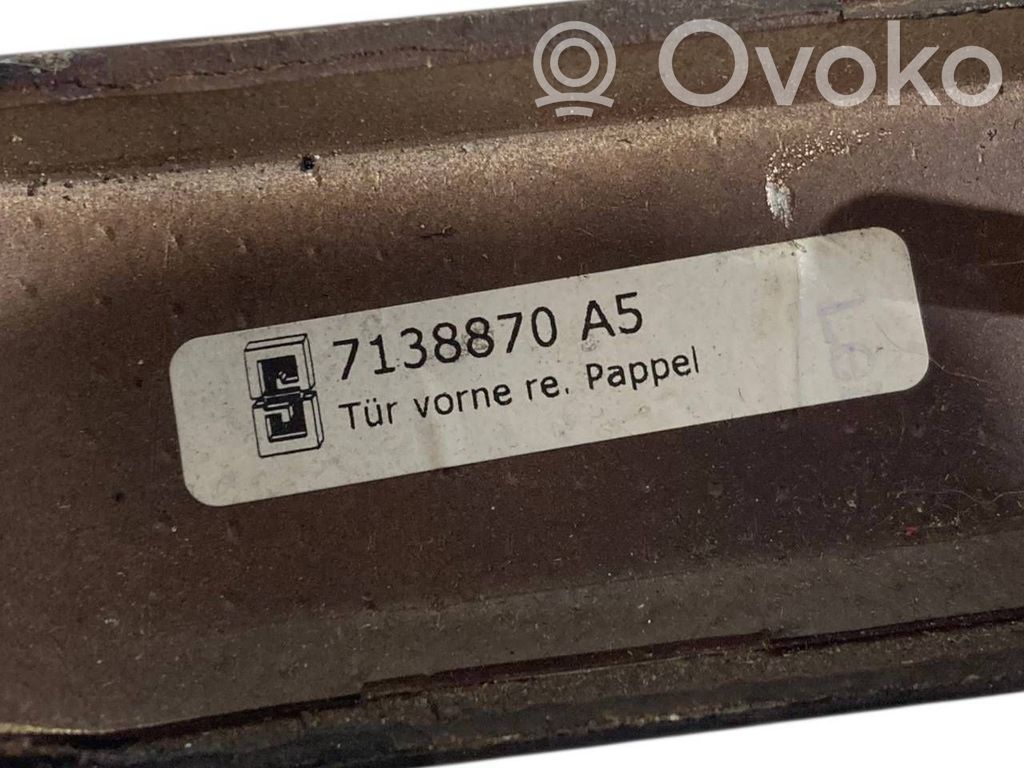 Ovoko
7138870 A5
Tür vorne re. Pappel